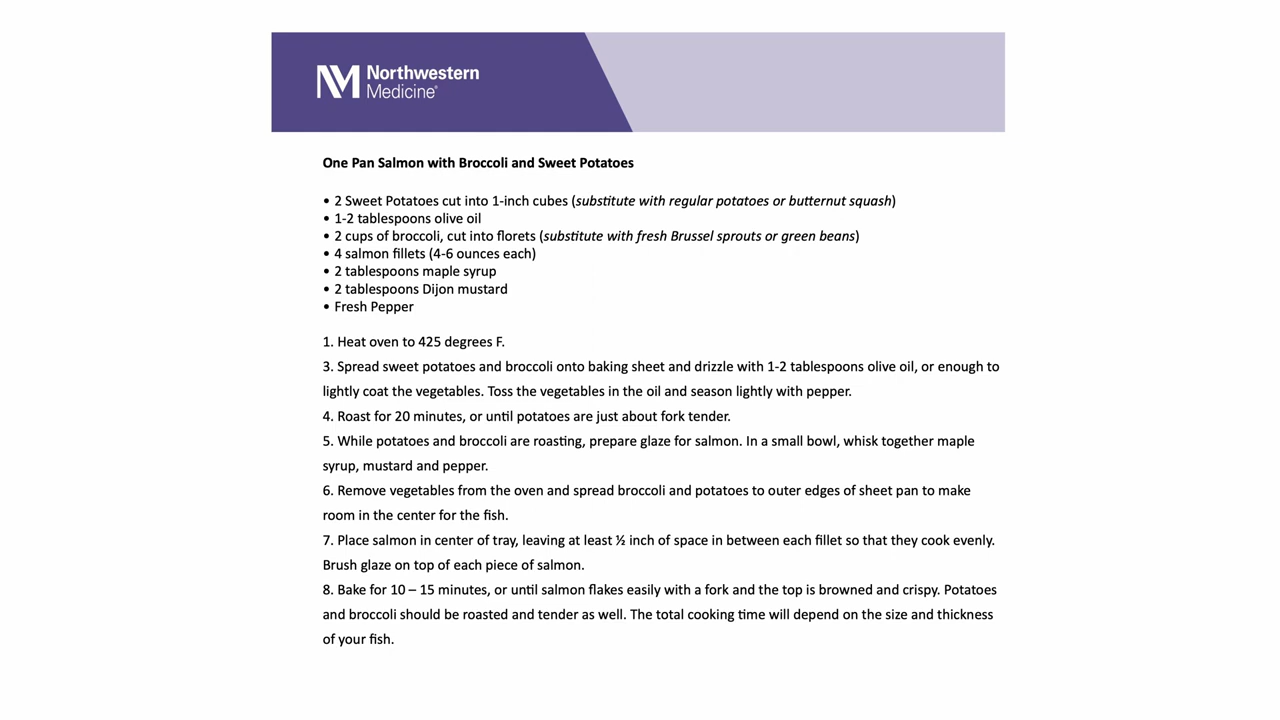 Northwestern
Medicine®
One Pan Salmon with Broccoli and Sweet Potatoes
• 2 Sweet Potatoes cut into 1-inch cubes (substitute with regular potatoes or butternut squash)
• 1-2 tablespoons olive oil
• 2 cups of broccoli, cut into florets (substitute with fresh Brussel sprouts or green beans)
• 4 salmon fillets (4-6 ounces each)
• 2 tablespoons maple syrup
• 2 tablespoons Dijon mustard
• Fresh Pepper
1. Heat oven to 425 degrees F.
3. Spread sweet potatoes and broccoli onto baking sheet and drizzle with 1-2 tablespoons olive oil, or enough to
lightly coat the vegetables. Toss the vegetables in the oil and season lightly with pepper.
4. Roast for 20 minutes, or until potatoes are just about fork tender.
5. While potatoes and broccoli are roasting, prepare glaze for salmon. In a small bowl, whisk together maple
syrup, mustard and pepper.
6. Remove vegetables from the oven and spread broccoli and potatoes to outer edges of sheet pan to make
room in the center for the fish.
7. Place salmon in center of tray, leaving at least ½ inch of space in between each fillet so that they cook evenly.
Brush glaze on top of each piece of salmon.
8. Bake for 10 – 15 minutes, or until salmon flakes easily with a fork and the top is browned and crispy. Potatoes
and broccoli should be roasted and tender as well. The total cooking time will depend on the size and thickness
of your fish.